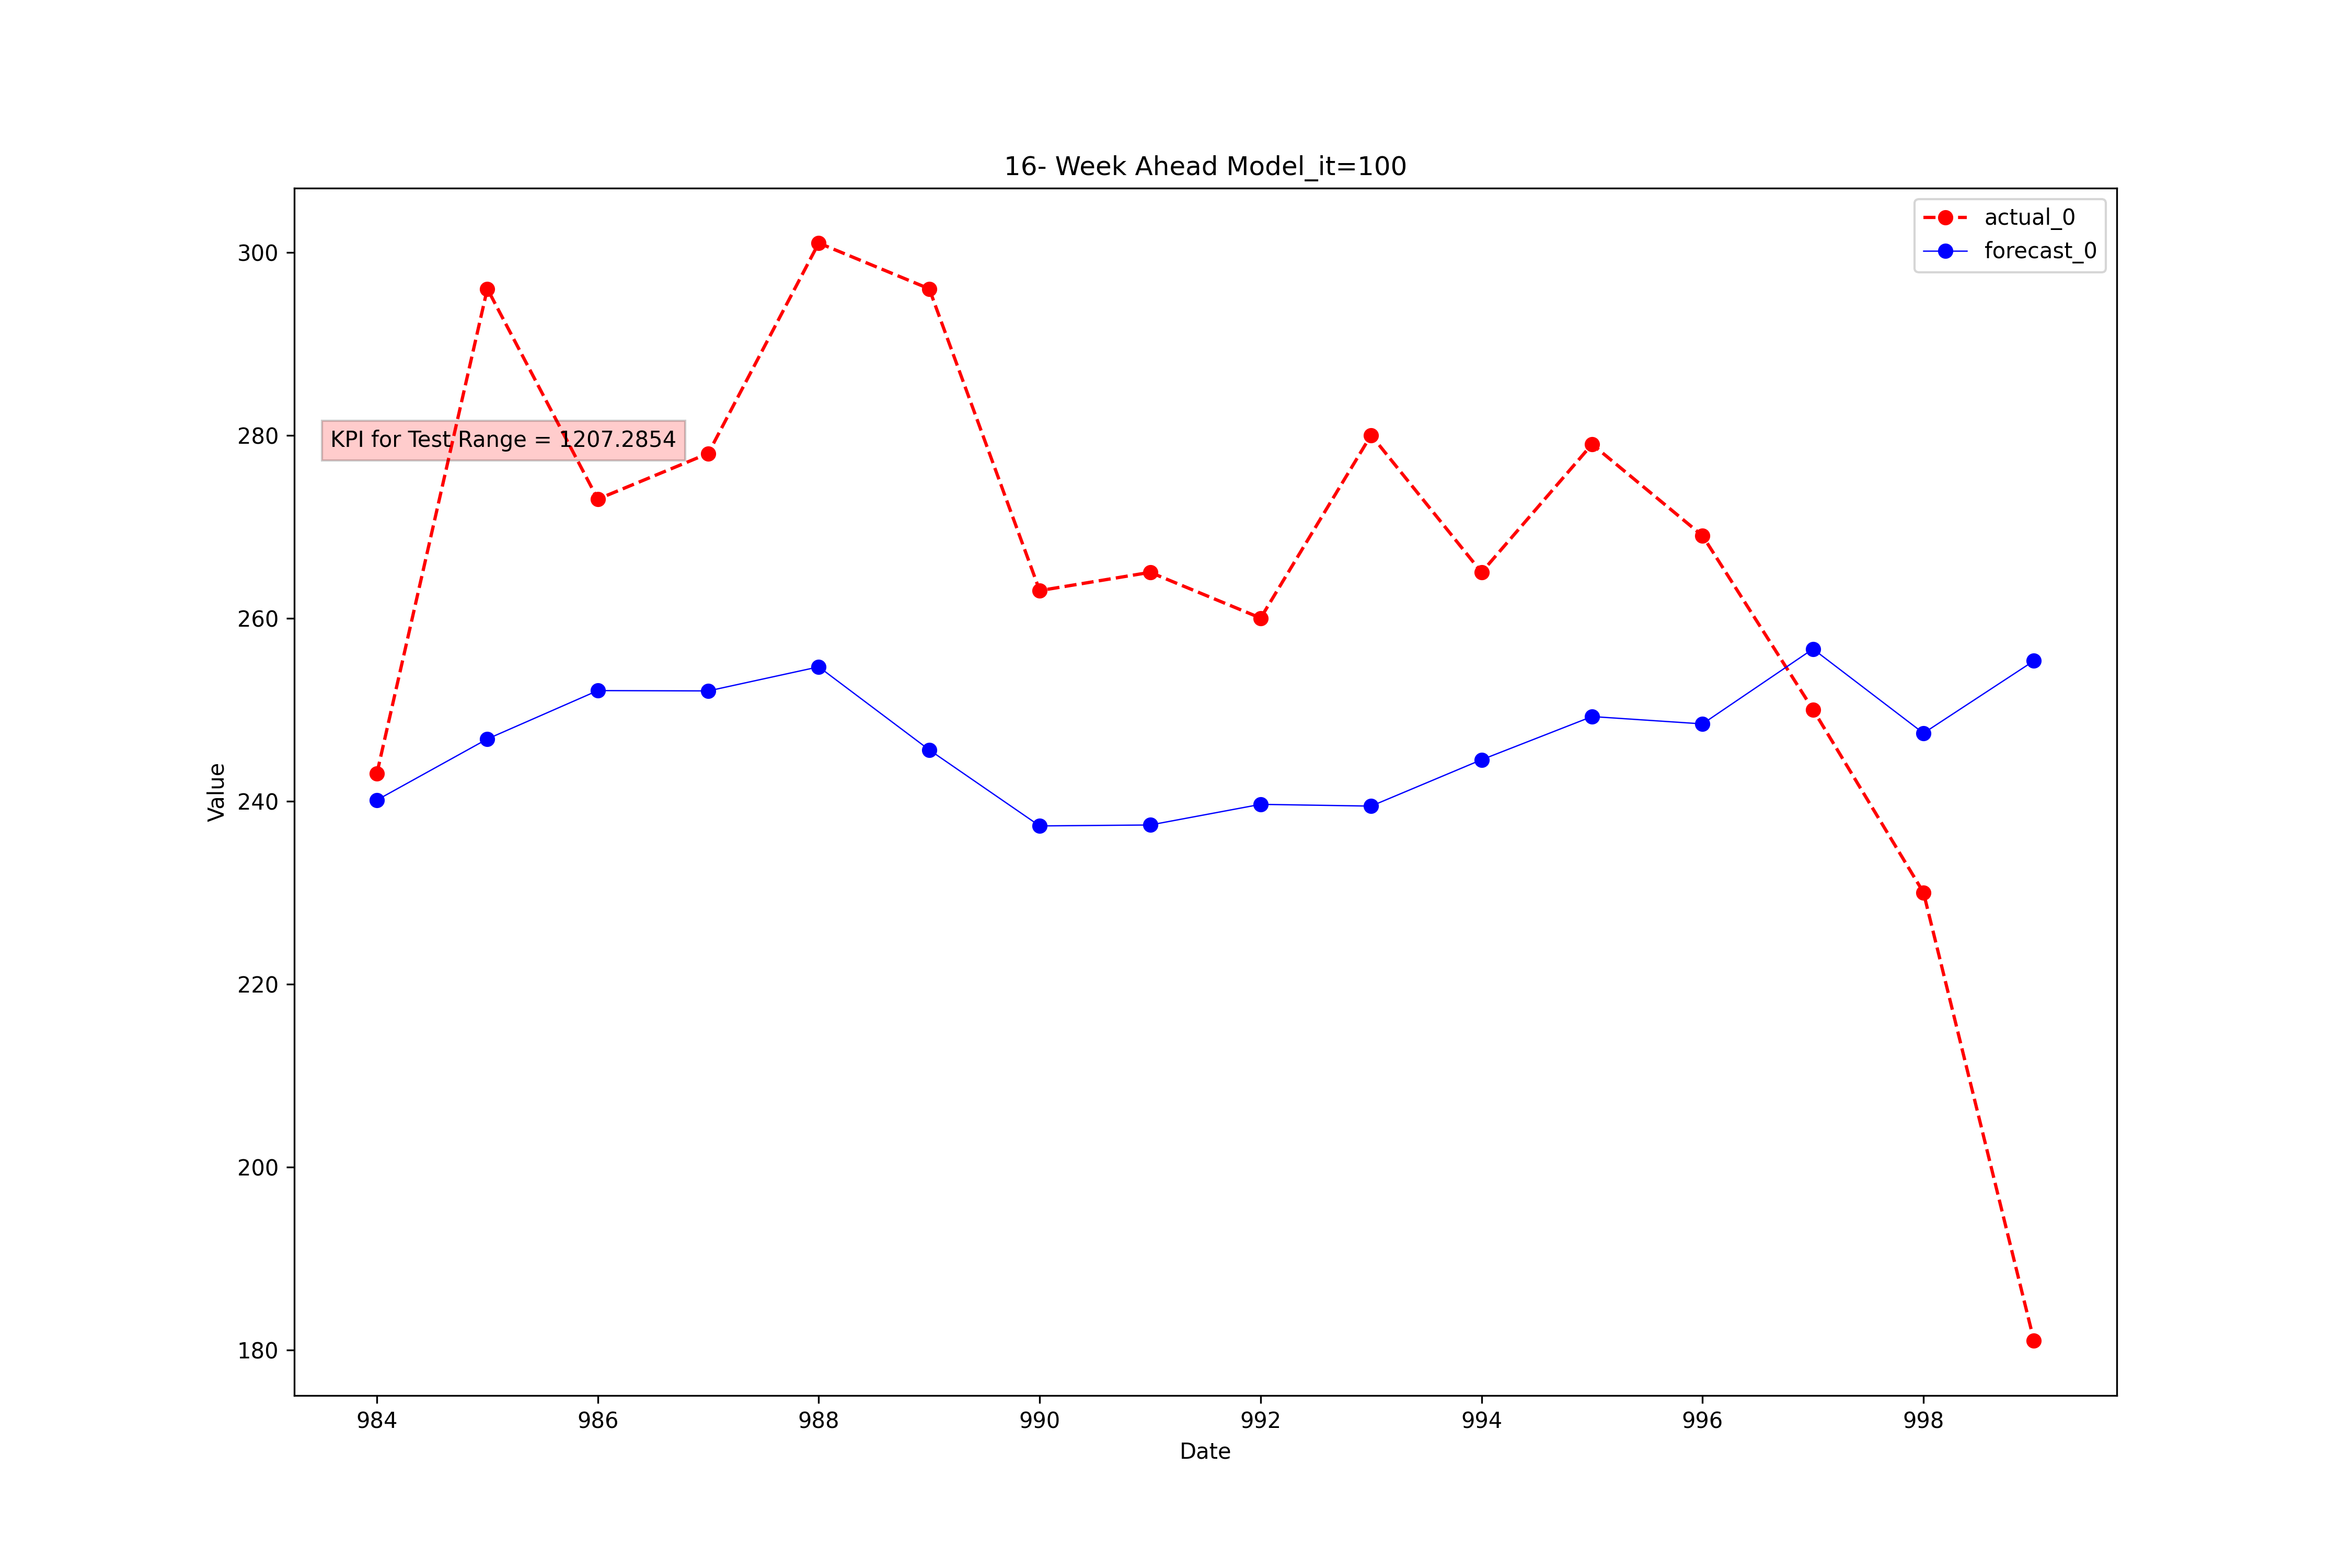 16- Week Ahead Model_it=100
actual_0
forecast_0
KPI for Test Range = 1207.2854
300
280
260
240
220
200
180
Value
984 986 988 990 992 994 996 998
Date